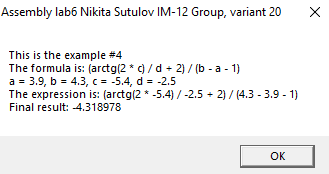 Assembly lab6 Nikita Sutulov IM-12 Group, variant 20
This is the example #4
The formula is: (arctg(2 * c) / d + 2) / (b - a - 1)
a = 3.9, b = 4.3, c = -5.4, d = -2.5
The expression is: (arctg(2 * -5.4) / -2.5 + 2) / (4.3 - 3.9 - 1)
Final result: -4.318978
OK